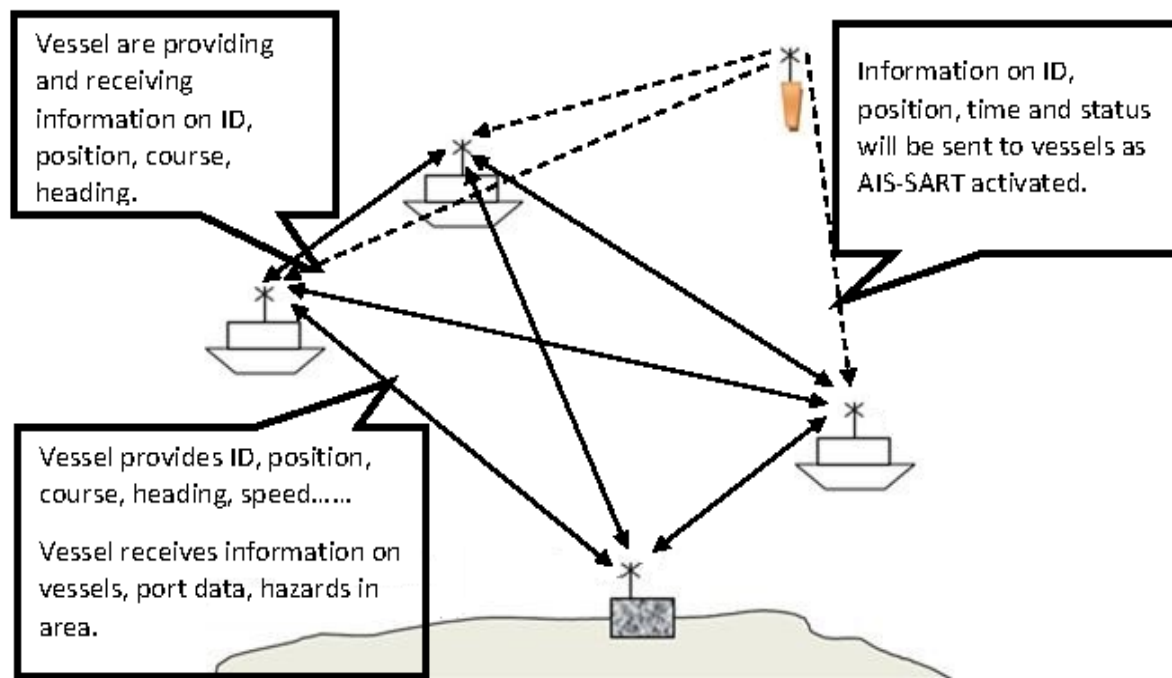 Vessel are providing
and receiving
information on ID,
position, course,
heading.
Information on ID,
position, time and status
will be sent to vessels as
AIS-SART activated.
Vessel provides ID, position,
course, heading, speed......
Vessel receives information on
vessels, port data, hazards in
area.